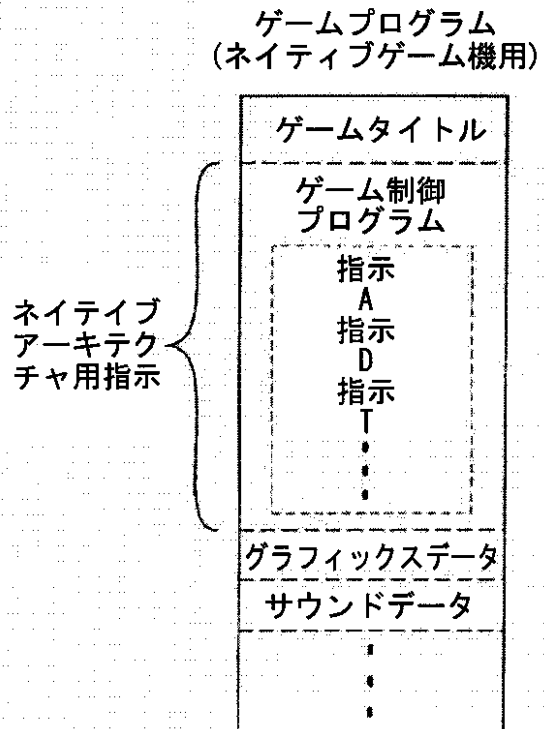 ゲームプログラム
(ネイティブゲーム機用)
ゲームタイトル
ゲーム制御
プログラム
指示
A
指示
D
指示
T
ネイテイブ
アーキテク
チャ用指示
グラフィックスデータ
サウンドデータ